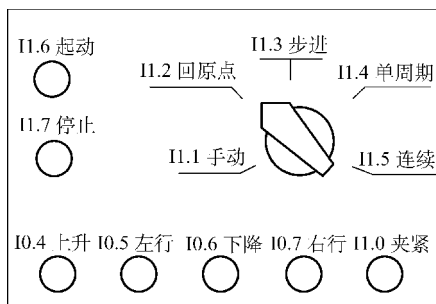 I1.6 起动
I1.3 步进
I1.2 回原点
I1.4 单周期
I1.7 停止
I1.1 手动
I1.5 连续
I0.4 上升 I0.5 左行 I0.6 下降 I0.7 右行 I1.0 夹紧